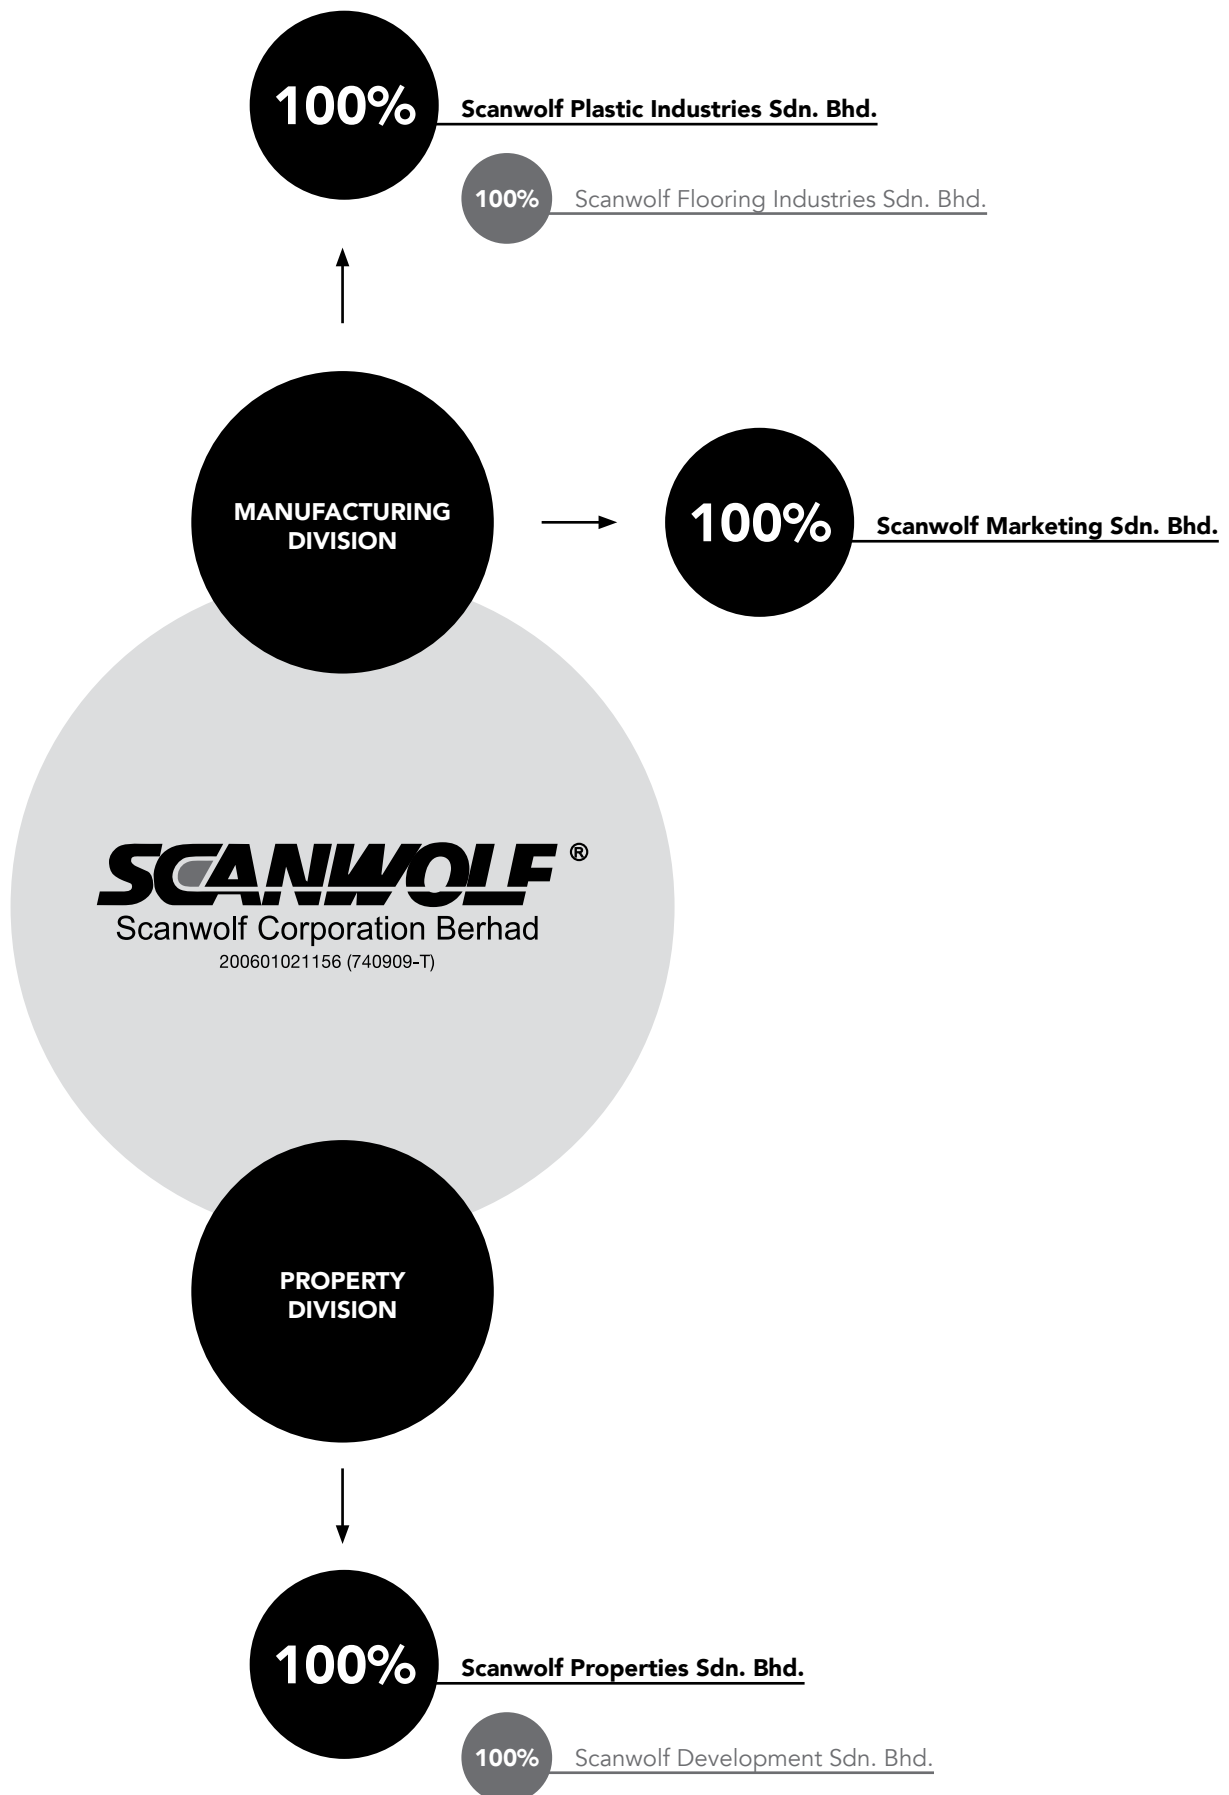 100%
Scanwolf Plastic Industries Sdn. Bhd.
100%
Scanwolf Flooring Industries Sdn. Bhd.
MANUFACTURING
DIVISION
100%
Scanwolf Marketing Sdn. Bhd.
SCANWOLF ®
Scanwolf Corporation Berhad
200601021156 (740909-T)
PROPERTY
DIVISION
100%
Scanwolf Properties Sdn. Bhd.
100%
Scanwolf Development Sdn. Bhd.